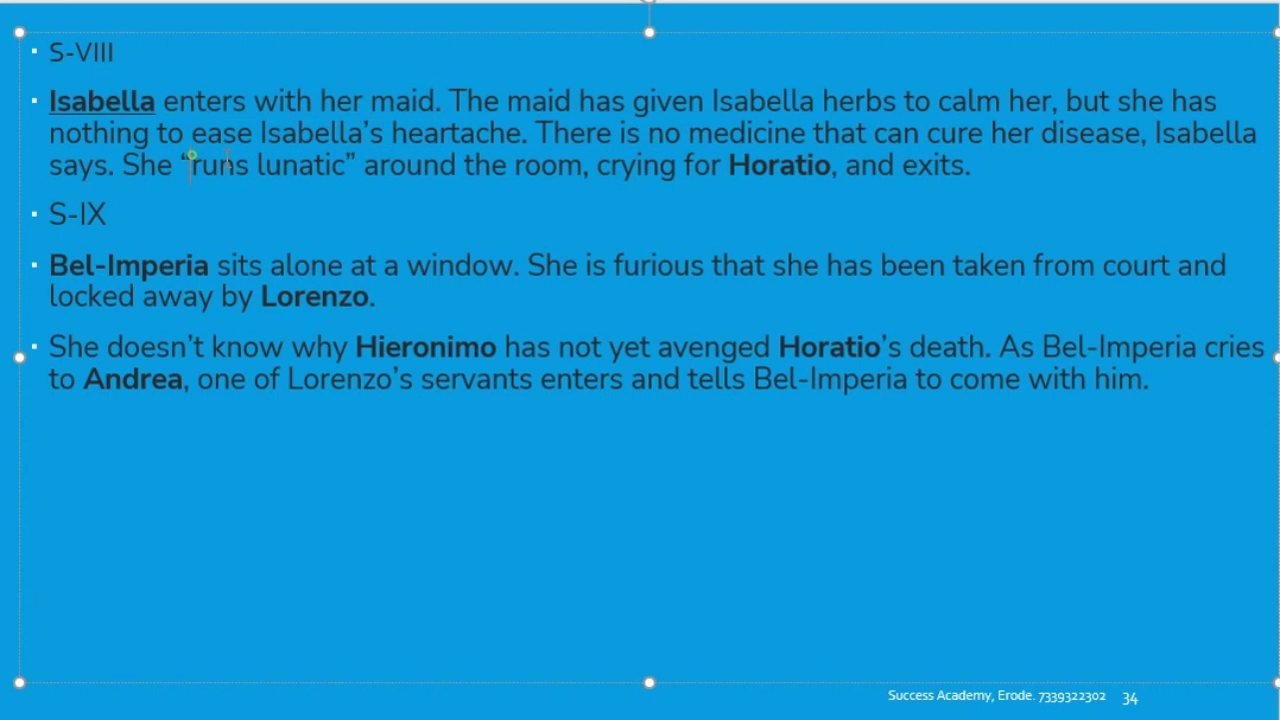 S-VIII
Isabella enters with her maid. The maid has given Isabella herbs to calm her, but she has
nothing to ease Isabella’s heartache. There is no medicine that can cure her disease, Isabella
says. She “runs lunatic” around the room, crying for Horatio, and exits.
S-IX
Bel-Imperia sits alone at a window. She is furious that she has been taken from court and
locked away by Lorenzo.
She doesn’t know why Hieronimo has not yet avenged Horatio’s death. As Bel-Imperia cries
to Andrea, one of Lorenzo’s servants enters and tells Bel-Imperia to come with him.
Success Academy, Erode. 7339322302 34